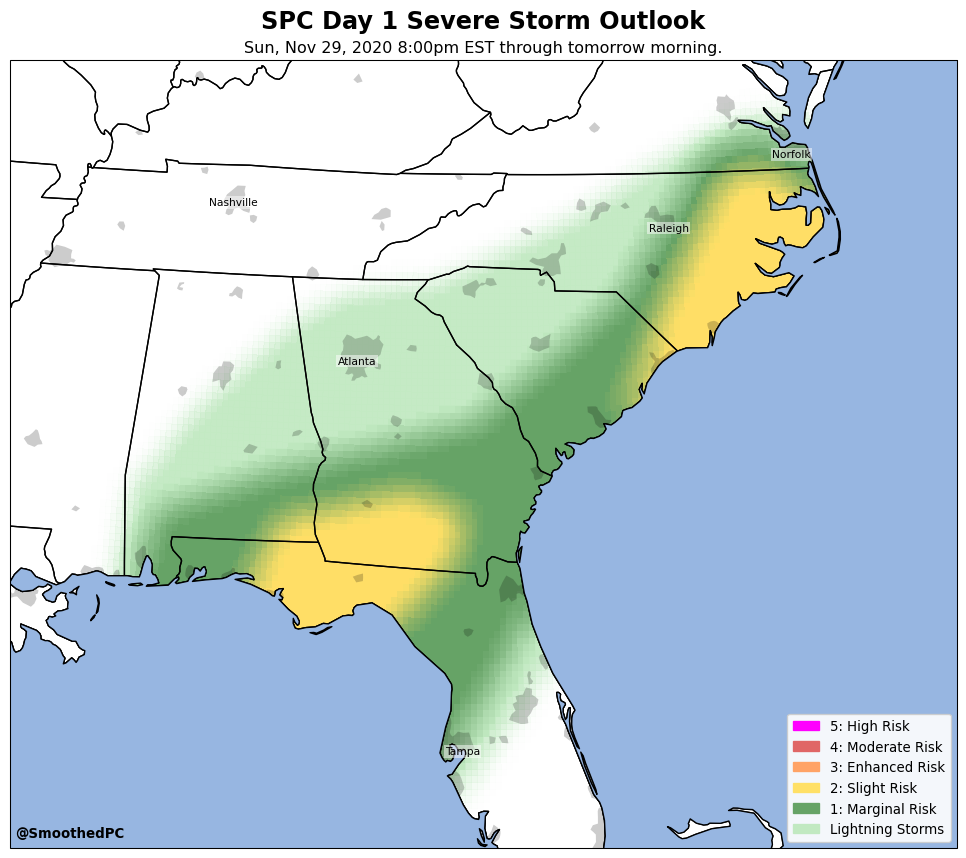 SPC Day 1 Severe Storm Outlook
Sun, Nov 29, 2020 8:00pm EST through tomorrow morning.
Norfolk
Nashville
Raleigh
Atlanta
Tampa
5: High Risk
4: Moderate Risk
3: Enhanced Risk
2: Slight Risk
1: Marginal Risk
Lightning Storms
@SmoothedPC